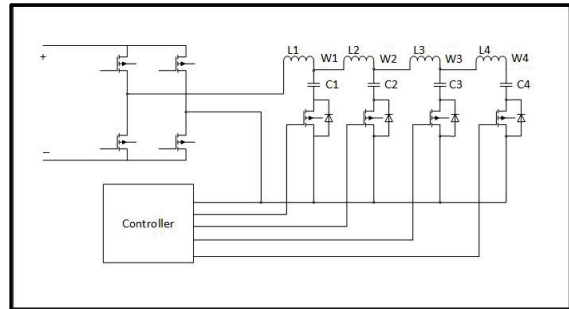 +
L1 W1 L2 W2 L3 W3 L4 W4
C1 C2 C3 C4
−
Controller